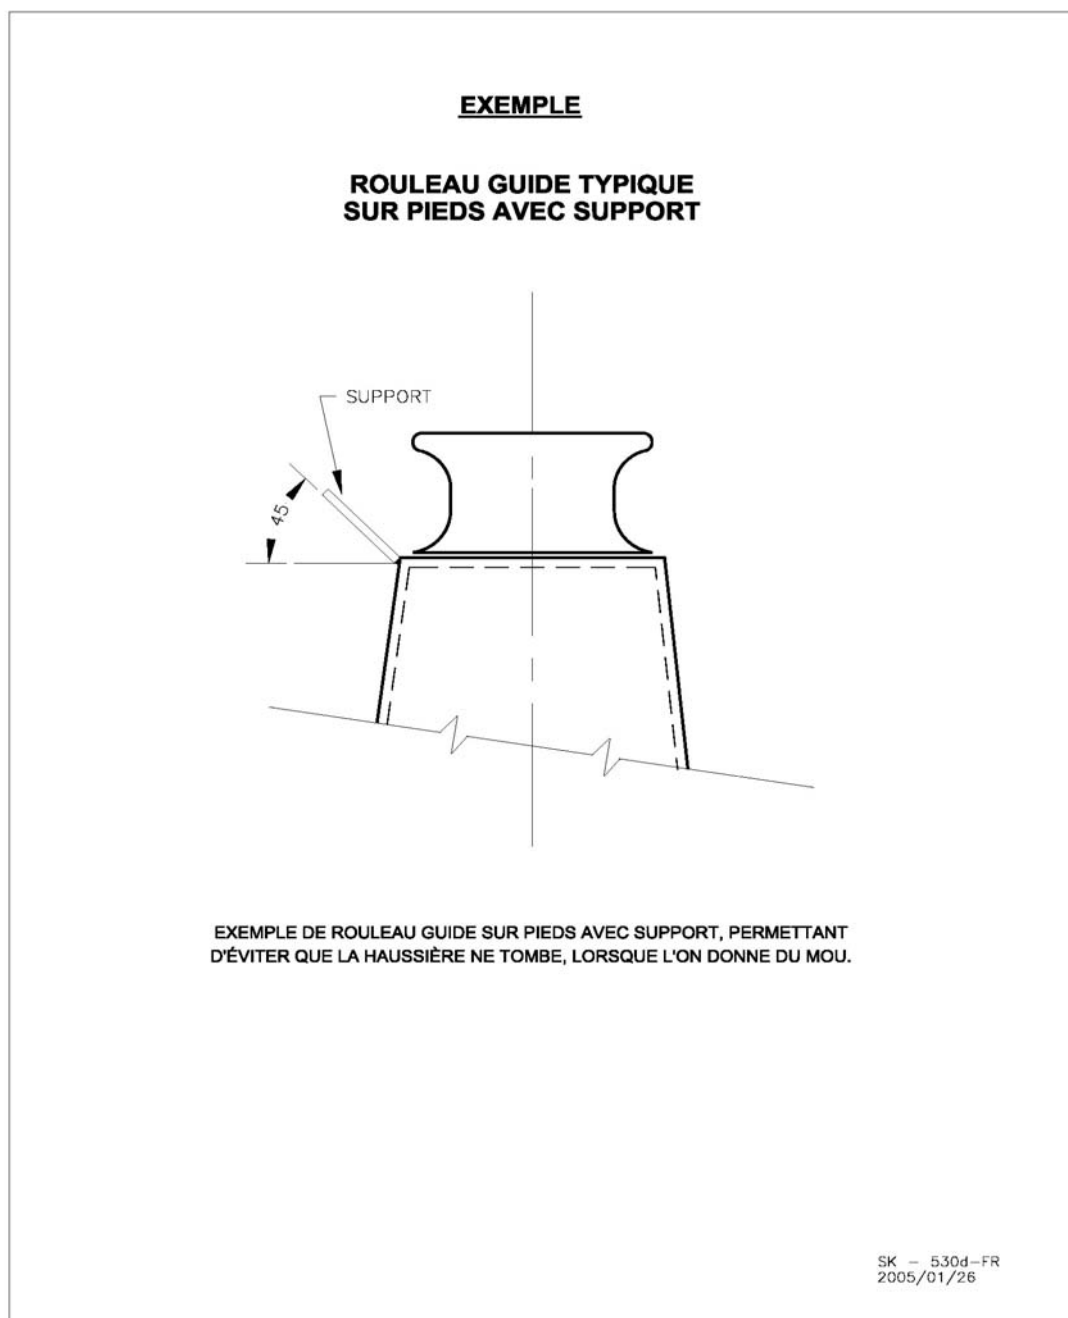 EXEMPLE
ROULEAU GUIDE TYPIQUE
SUR PIEDS AVEC SUPPORT
SUPPORT
45
EXEMPLE DE ROULEAU GUIDE SUR PIEDS AVEC SUPPORT, PERMETTANT
D'ÉVITER QUE LA HAUSSIÈRE NE TOMBE, LORSQUE L'ON DONNE DU MOU.
SK - 530d-FR
2005/01/26